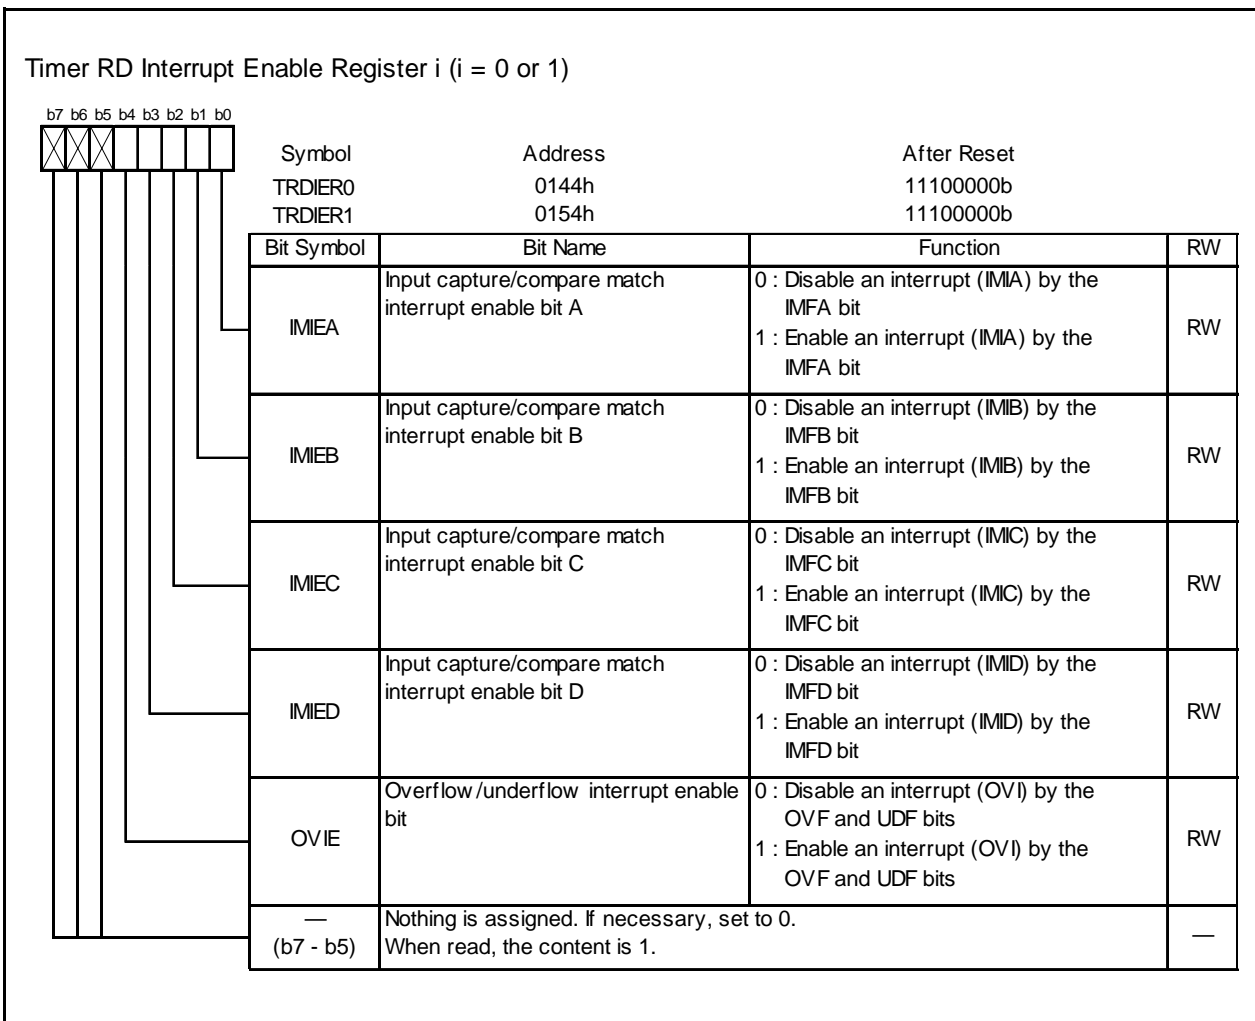 Timer RD Interrupt Enable Register i (i = 0 or 1)
b7 b6 b5 b4 b3 b2 b1 b0
Symbol Address After Reset
TRDIER0 0144h 11100000b
TRDIER1 0154h 11100000b
Bit Symbol Bit Name Function RW
IMIEA
Input capture/compare match
interrupt enable bit A
0 : Disable an interrupt (IMIA) by the
IMFA bit
1 : Enable an interrupt (IMIA) by the
IMFA bit
RW
IMIEB
Input capture/compare match
interrupt enable bit B
0 : Disable an interrupt (IMIB) by the
IMFB bit
1 : Enable an interrupt (IMIB) by the
IMFB bit
RW
IMIEC
Input capture/compare match
interrupt enable bit C
0 : Disable an interrupt (IMIC) by the
IMFC bit
1 : Enable an interrupt (IMIC) by the
IMFC bit
RW
IMIED
Input capture/compare match
interrupt enable bit D
0 : Disable an interrupt (IMID) by the
IMFD bit
1 : Enable an interrupt (IMID) by the
IMFD bit
RW
OVIE
Overflow/underflow interrupt enable
bit
0 : Disable an interrupt (OVI) by the
OVF and UDF bits
1 : Enable an interrupt (OVI) by the
OVF and UDF bits
RW
—
(b7 - b5)
Nothing is assigned. If necessary, set to 0.
When read, the content is 1.
—